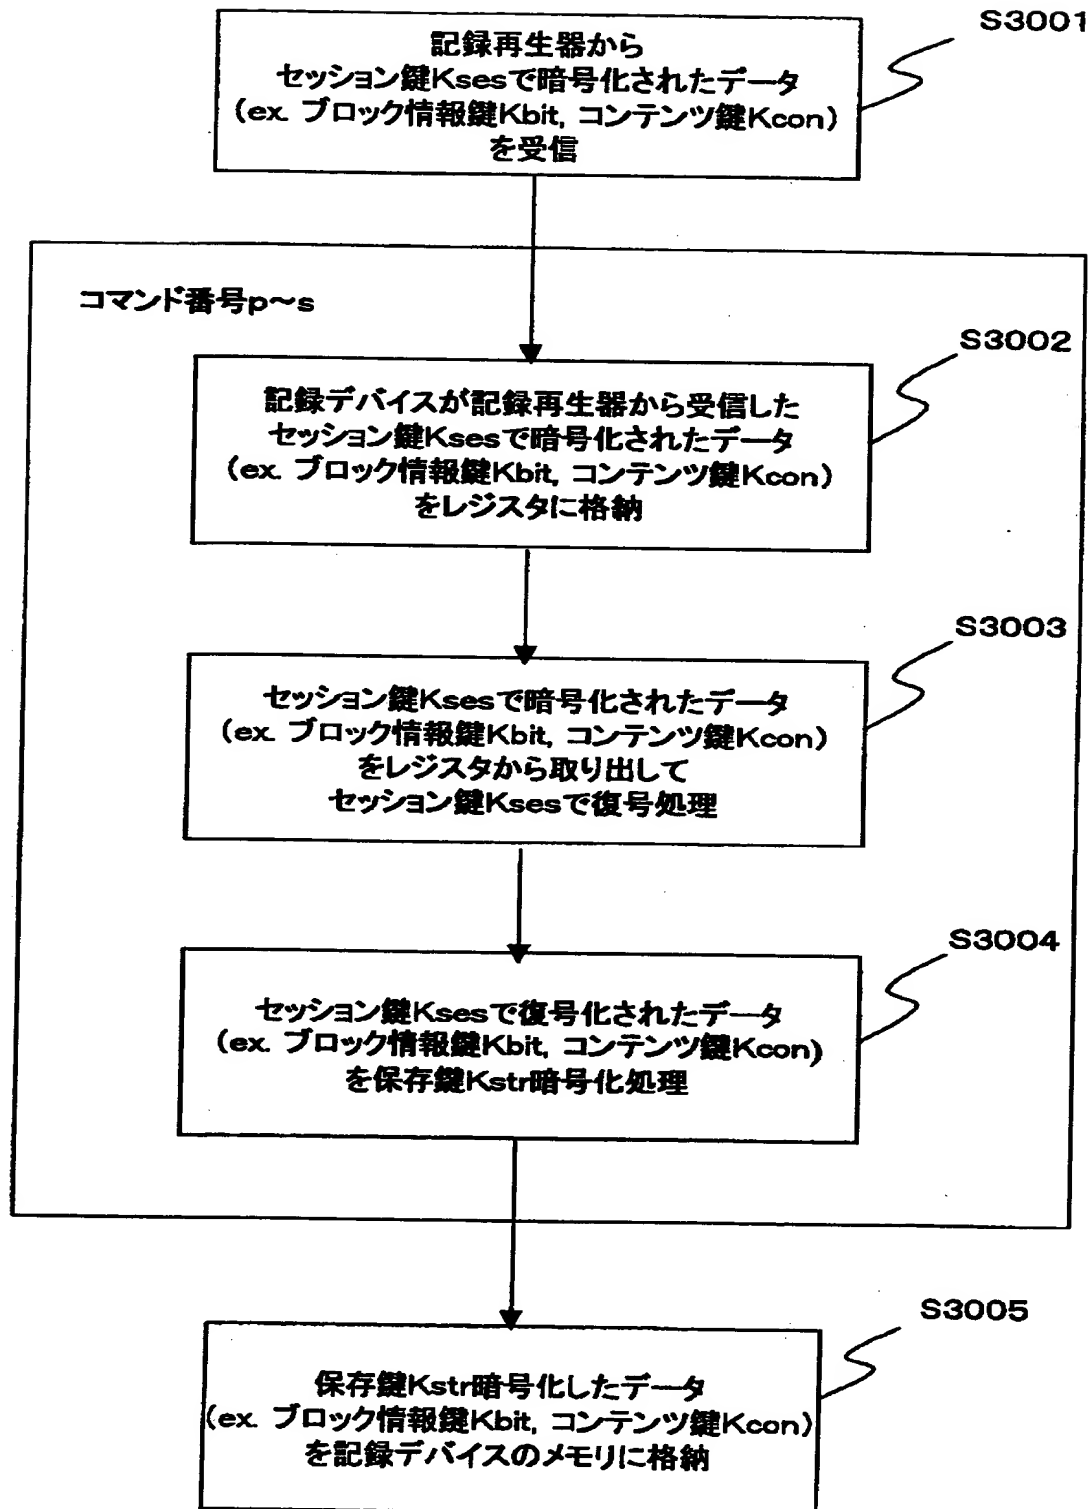 S3001
記録再生器から
セッション鍵Ksesで暗号化されたデータ
(ex. ブロック情報鍵Kbit, コンテンツ鍵Kcon)
を受信
コマンド番号p~s
S3002
記録デバイスが記録再生器から受信した
セッション鍵Ksesで暗号化されたデータ
(ex. ブロック情報鍵Kbit, コンテンツ鍵Kcon)
をレジスタに格納
S3003
セッション鍵Ksesで暗号化されたデータ
(ex. ブロック情報鍵Kbit, コンテンツ鍵Kcon)
をレジスタから取り出して
セッション鍵Ksesで復号処理
S3004
セッション鍵Ksesで復号化されたデータ
(ex. ブロック情報鍵Kbit, コンテンツ鍵Kcon)
を保存鍵Kstr暗号化処理
S3005
保存鍵Kstr暗号化したデータ
(ex. ブロック情報鍵Kbit, コンテンツ鍵Kcon)
を記録デバイスのメモリに格納